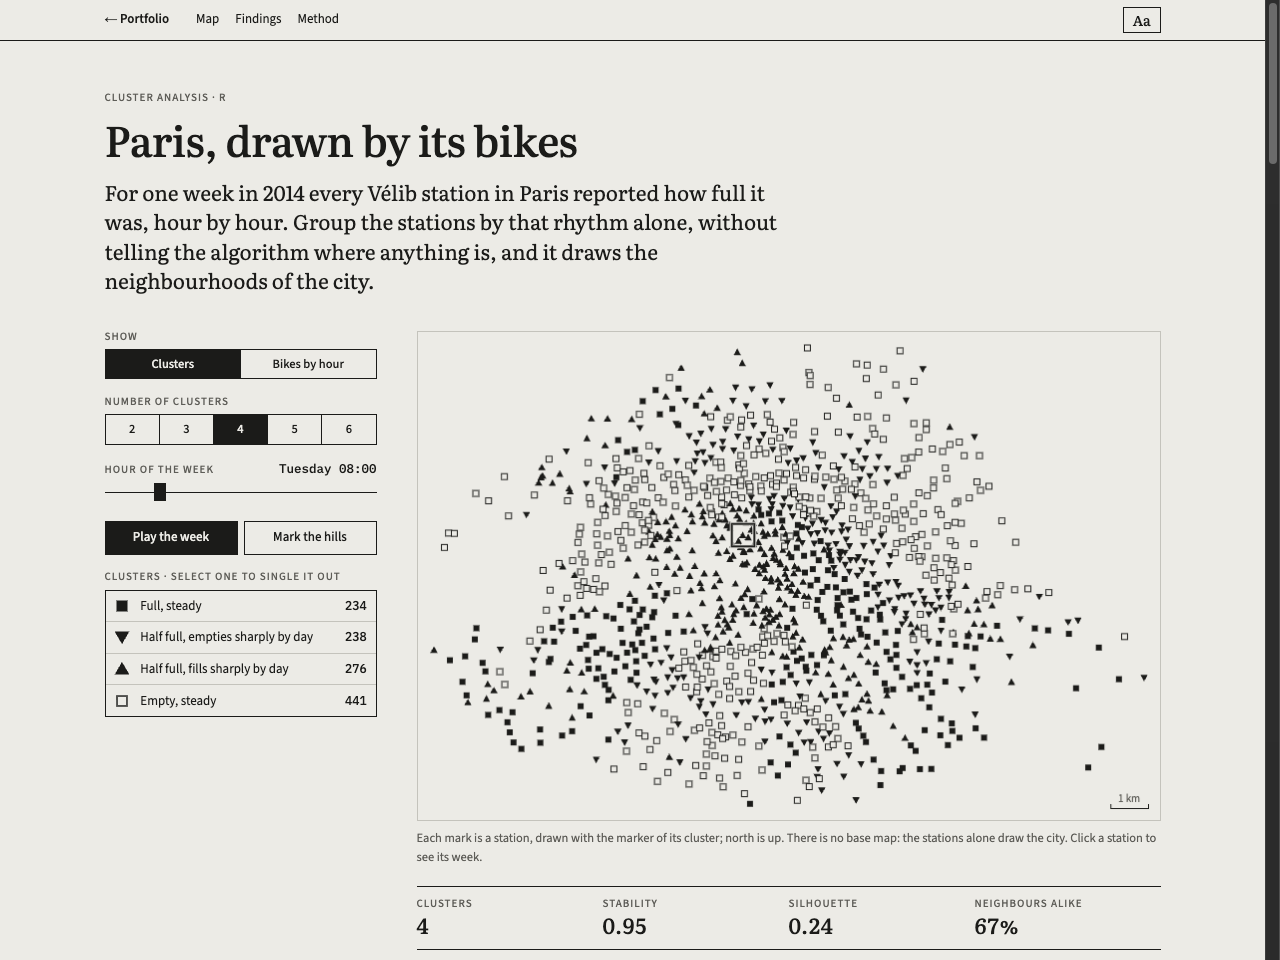 ← Portfolio Map Findings Method Aa
CLUSTER ANALYSIS · R
Paris, drawn by its bikes
For one week in 2014 every Vélib station in Paris reported how full it
was, hour by hour. Group the stations by that rhythm alone, without
telling the algorithm where anything is, and it draws the
neighbourhoods of the city.
SHOW
Clusters Bikes by hour
NUMBER OF CLUSTERS
2 3 4 5 6
HOUR OF THE WEEK Tuesday 08:00
Play the week Mark the hills
CLUSTERS · SELECT ONE TO SINGLE IT OUT
Full, steady 234
Half full, empties sharply by day 238
Half full, fills sharply by day 276
Empty, steady 441
1 km
Each mark is a station, drawn with the marker of its cluster; north is up. There is no base map: the stations alone draw the city. Click a station to
see its week.
CLUSTERS STABILITY SILHOUETTE NEIGHBOURS ALIKE
4 0.95 0.24 67%